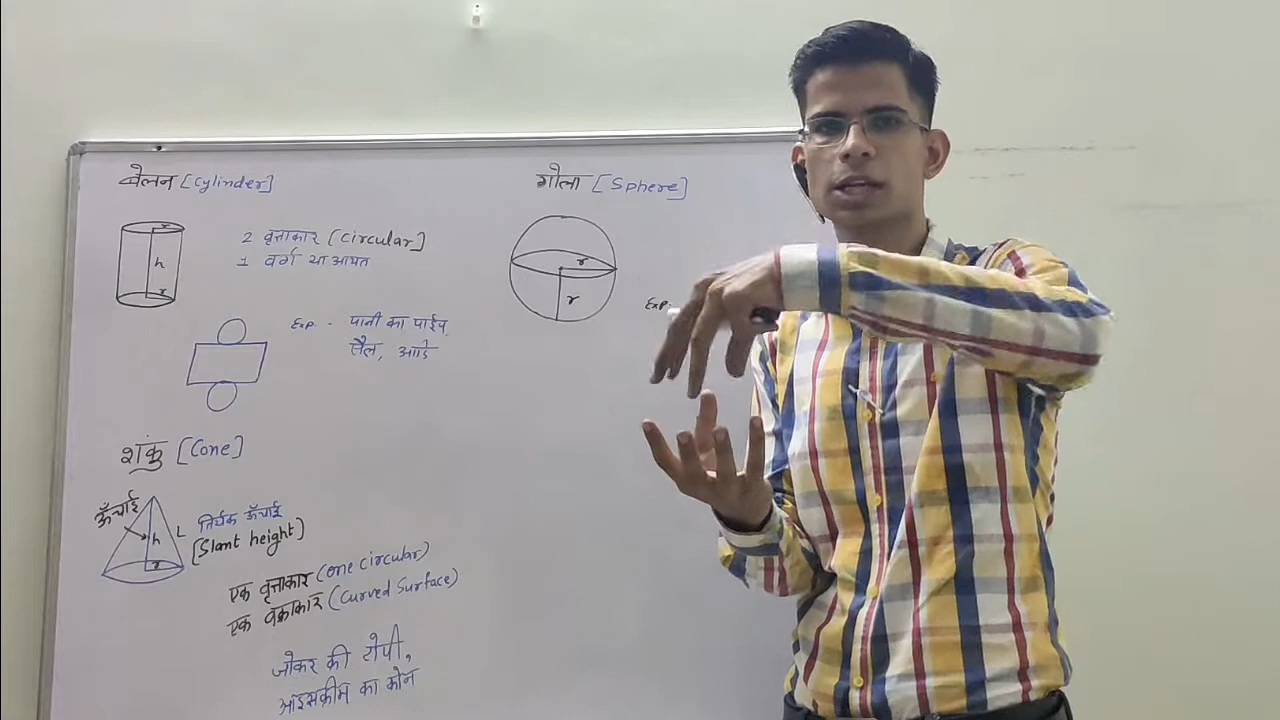 बेलन [Cylinder]
r
h
r
2 वृत्ताकार [Circular]
1 वर्ग या आयत
Exp. - पानी का पाईप,
सैल, आदि
शंकु [Cone]
ऊँचाई
h
r
L तिर्यक ऊँचाई
[Slant height]
एक वृत्ताकार (one circular)
एक वक्राकार (Curved Surface)
जोकर की टोपी,
आइसक्रीम का कोन
गोला [Sphere]
r
r
Exp.